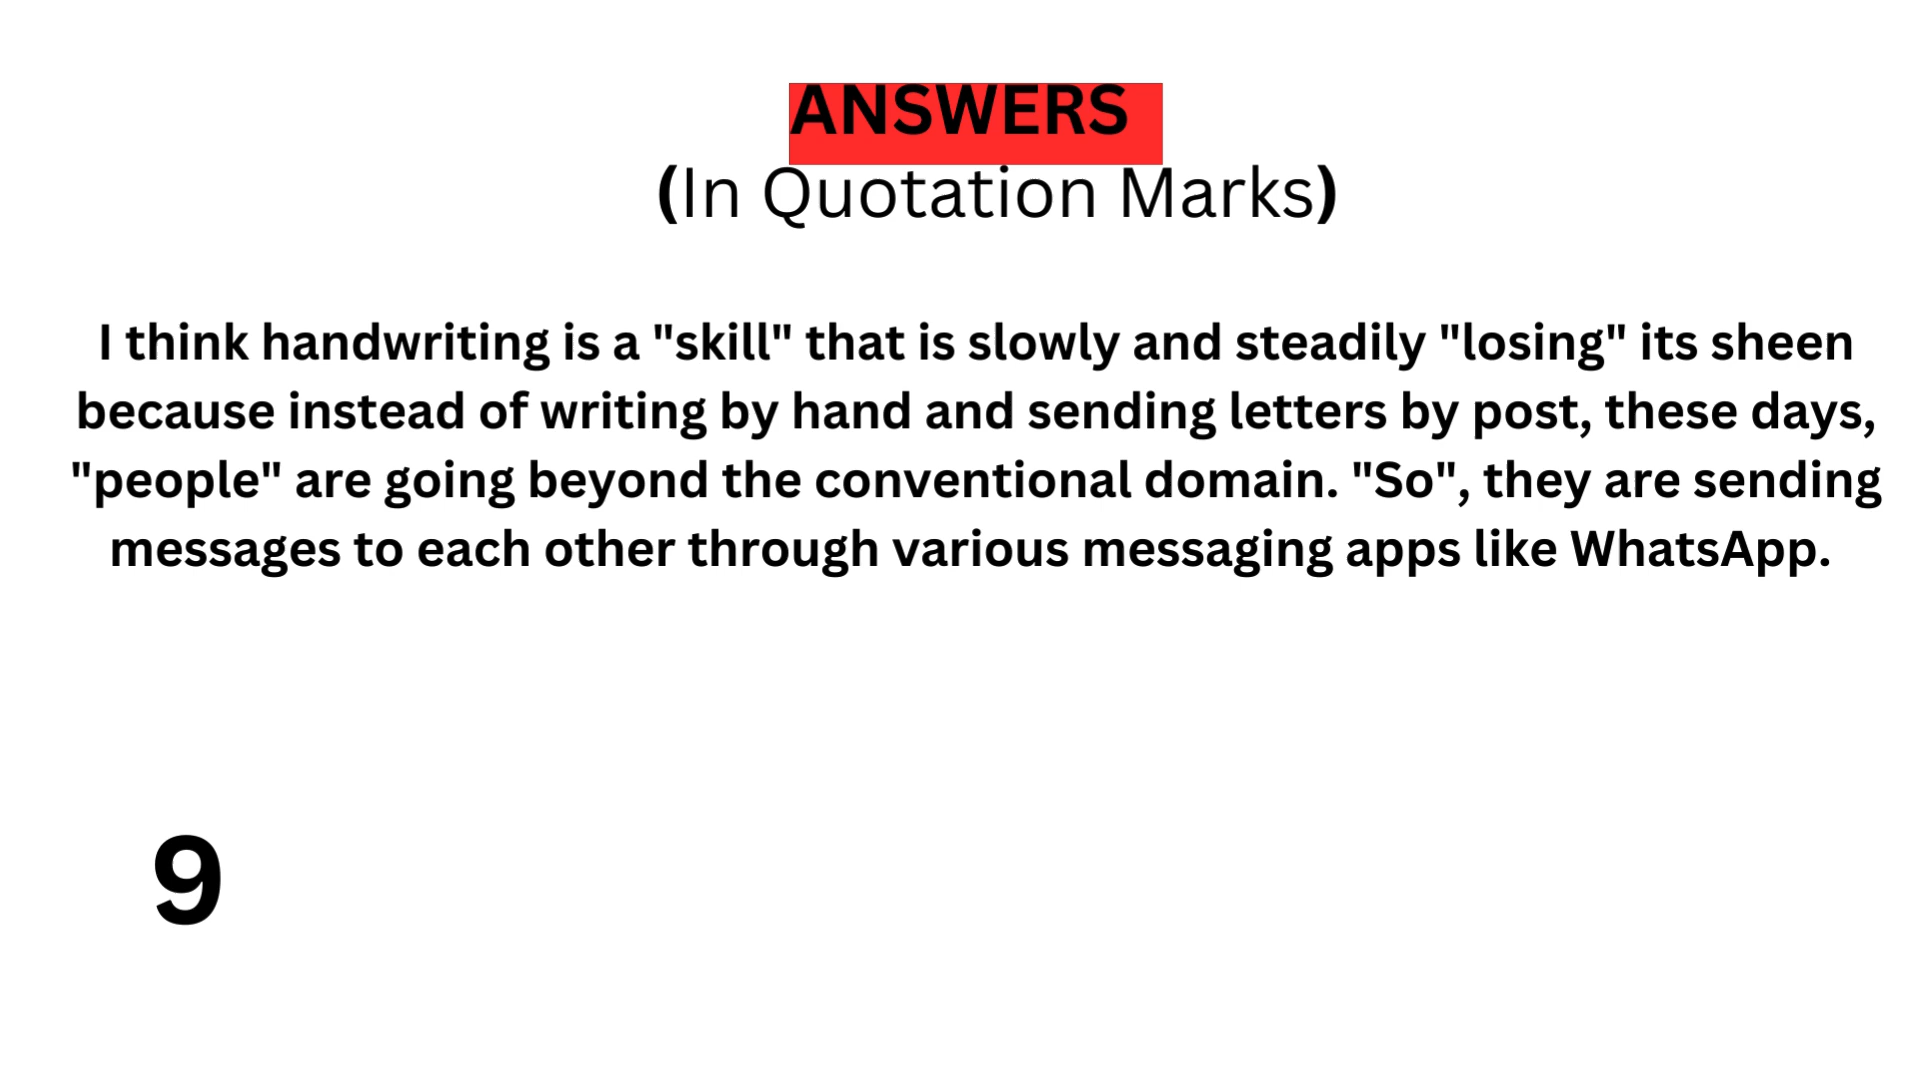 ANSWERS
(In Quotation Marks)
I think handwriting is a "skill" that is slowly and steadily "losing" its sheen
because instead of writing by hand and sending letters by post, these days,
"people" are going beyond the conventional domain. "So", they are sending
messages to each other through various messaging apps like WhatsApp.
9